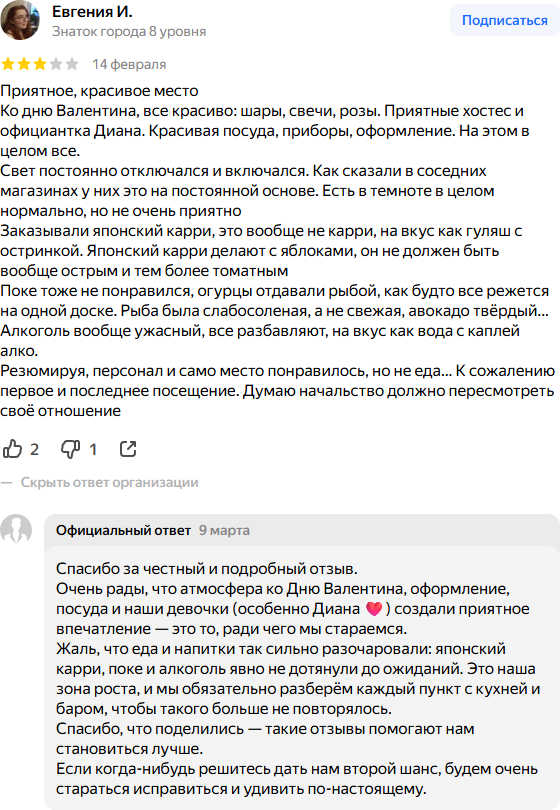 Евгения И.
Знаток города 8 уровня
Подписаться
14 февраля
Приятное, красивое место
Ко дню Валентина, все красиво: шары, свечи, розы. Приятные хостес и
официантка Диана. Красивая посуда, приборы, оформление. На этом в
целом все.
Свет постоянно отключался и включался. Как сказали в соседних
магазинах у них это на постоянной основе. Есть в темноте в целом
нормально, но не очень приятно
Заказывали японский карри, это вообще не карри, на вкус как гуляш с
остринкой. Японский карри делают с яблоками, он не должен быть
вообще острым и тем более томатным
Поке тоже не понравился, огурцы отдавали рыбой, как будто все режется
на одной доске. Рыба была слабосоленая, а не свежая, авокадо твёрдый...
Алкоголь вообще ужасный, все разбавляют, на вкус как вода с каплей
алко.
Резюмируя, персонал и само место понравилось, но не еда... К сожалению
первое и последнее посещение. Думаю начальство должно пересмотреть
своё отношение
2 1
— Скрыть ответ организации
Официальный ответ 9 марта
Спасибо за честный и подробный отзыв.
Очень рады, что атмосфера ко Дню Валентина, оформление,
посуда и наши девочки (особенно Диана ❤️) создали приятное
впечатление — это то, ради чего мы стараемся.
Жаль, что еда и напитки так сильно разочаровали: японский
карри, поке и алкоголь явно не дотянули до ожиданий. Это наша
зона роста, и мы обязательно разберём каждый пункт с кухней и
баром, чтобы такого больше не повторялось.
Спасибо, что поделились — такие отзывы помогают нам
становиться лучше.
Если когда-нибудь решитесь дать нам второй шанс, будем очень
стараться исправиться и удивить по-настоящему.